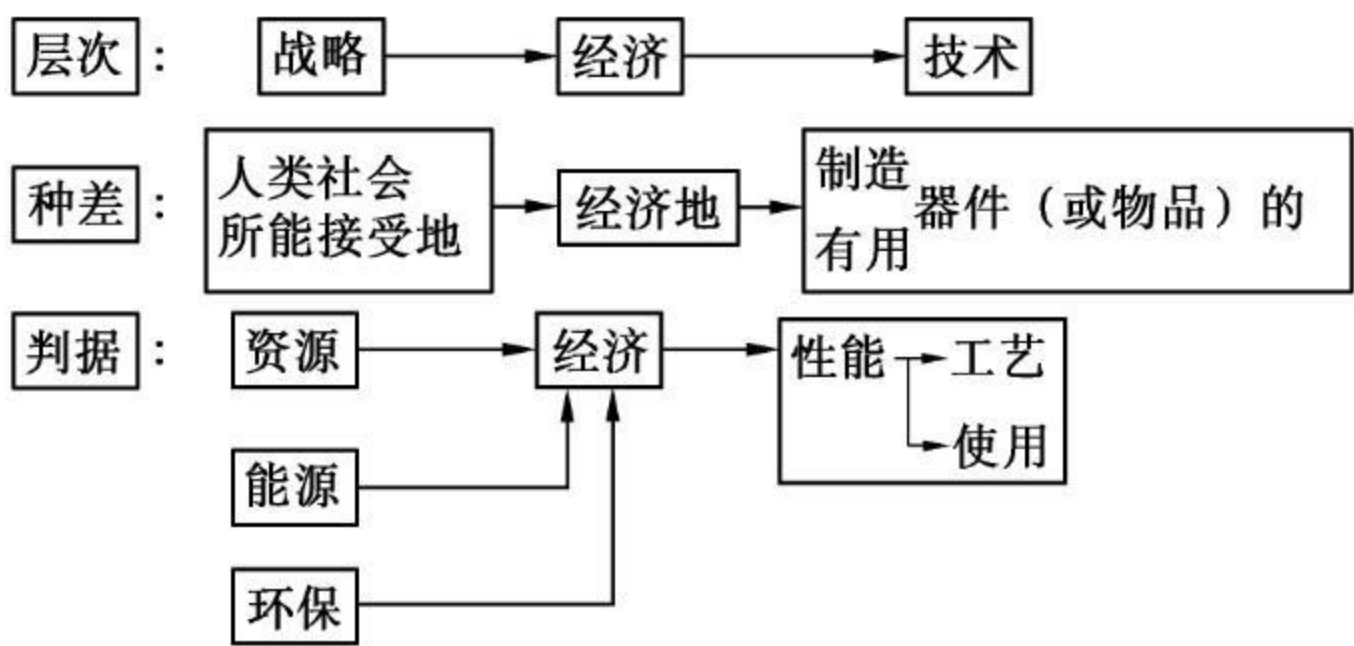 层次： 战略 经济 技术
种差： 人类社会所能接受地 经济地 制造有用 器件（或物品）的
判据： 资源 经济 性能 工艺
使用
能源
环保